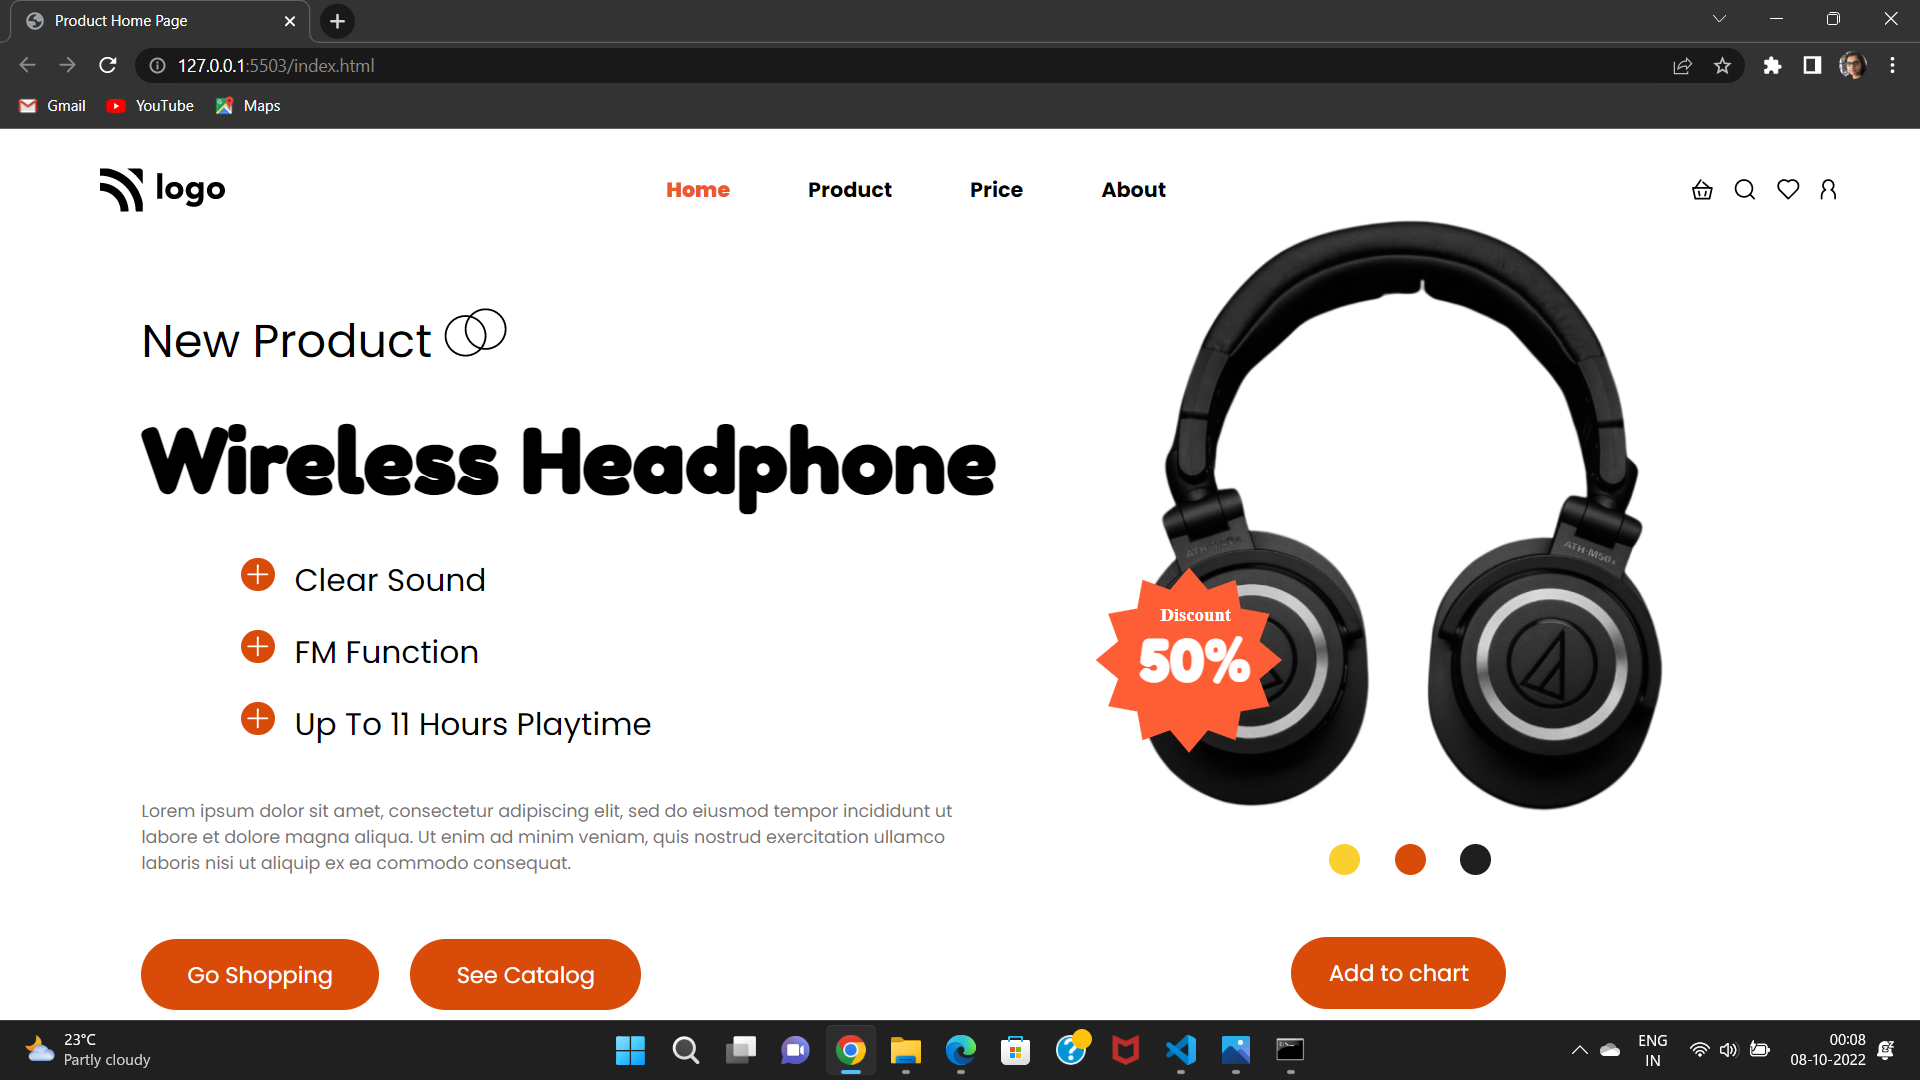 Product Home Page
127.0.0.1:5503/index.html
Gmail YouTube Maps
logo
Home Product Price About
New Product
Wireless Headphone
Clear Sound
FM Function
Up To 11 Hours Playtime
Lorem ipsum dolor sit amet, consectetur adipiscing elit, sed do eiusmod tempor incididunt ut
labore et dolore magna aliqua. Ut enim ad minim veniam, quis nostrud exercitation ullamco
laboris nisi ut aliquip ex ea commodo consequat.
Go Shopping See Catalog
ATH-M50x
ATH-M50x
Discount
50%
Add to chart
23°C
Partly cloudy
ENG
IN
00:08
08-10-2022